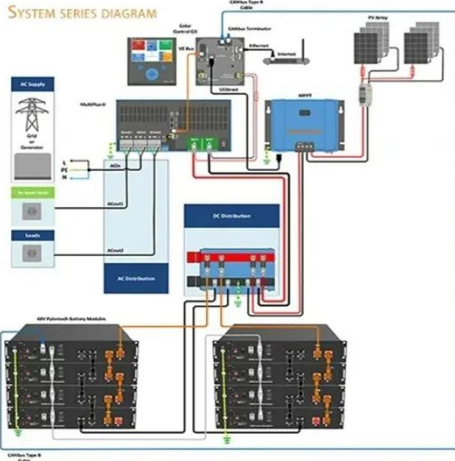 SYSTEM SERIES DIAGRAM
CANbus Type B
Cable
Color
Control GX
CANbus Terminator
VE.Bus
Ethernet
Internet
PV Array
AC Supply
Grid
or
Generator
MultiPlus-II
VE.Direct
MPPT
L
PE
N
ACin
ACout1
Loads
ACout2
AC Distribution
DC Distribution
48V Pylontech Battery Modules
CANbus Type B
Cable